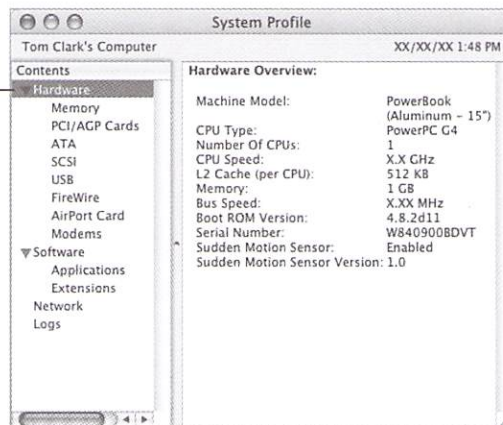 System Profile
Tom Clark's Computer XX/XX/XX 1:48 PM
Contents
Hardware
Memory
PCI/AGP Cards
ATA
SCSI
USB
FireWire
AirPort Card
Modems
Software
Applications
Extensions
Network
Logs
Hardware Overview:
Machine Model: PowerBook
(Aluminum – 15")
CPU Type: PowerPC G4
Number Of CPUs: 1
CPU Speed: X.X GHz
L2 Cache (per CPU): 512 KB
Memory: 1 GB
Bus Speed: X.XX MHz
Boot ROM Version: 4.8.2d11
Serial Number: W840900BDVT
Sudden Motion Sensor: Enabled
Sudden Motion Sensor Version: 1.0